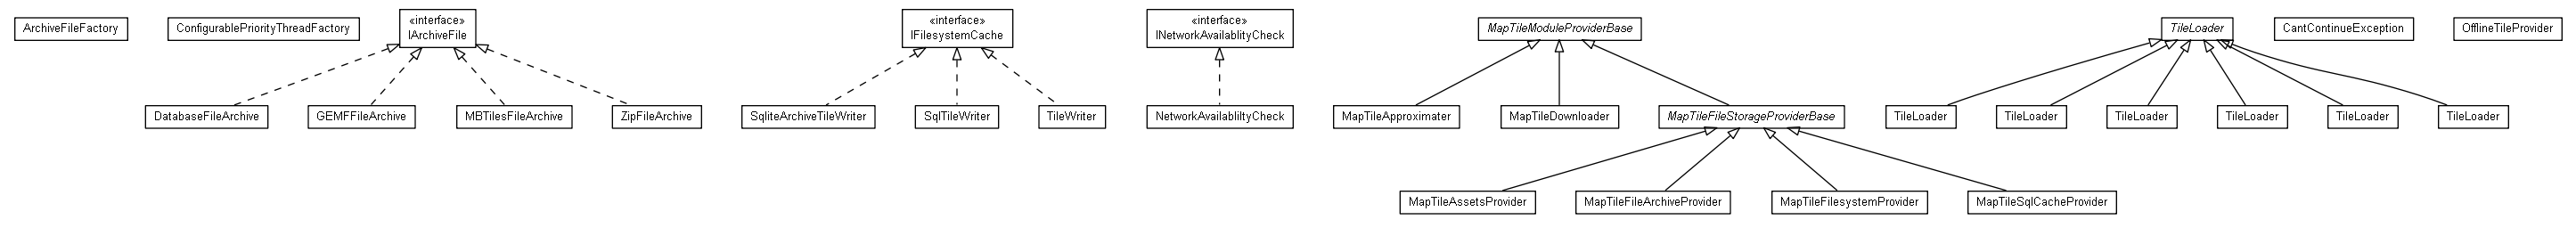 ArchiveFileFactory
ConfigurablePriorityThreadFactory
«interface»
IArchiveFile
«interface»
IFilesystemCache
«interface»
INetworkAvailablityCheck
MapTileModuleProviderBase
TileLoader
CantContinueException
OfflineTileProvider
DatabaseFileArchive
GEMFFileArchive
MBTilesFileArchive
ZipFileArchive
SqliteArchiveTileWriter
SqlTileWriter
TileWriter
NetworkAvailabliltyCheck
MapTileApproximater
MapTileDownloader
MapTileFileStorageProviderBase
TileLoader
TileLoader
TileLoader
TileLoader
TileLoader
TileLoader
MapTileAssetsProvider
MapTileFileArchiveProvider
MapTileFilesystemProvider
MapTileSqlCacheProvider